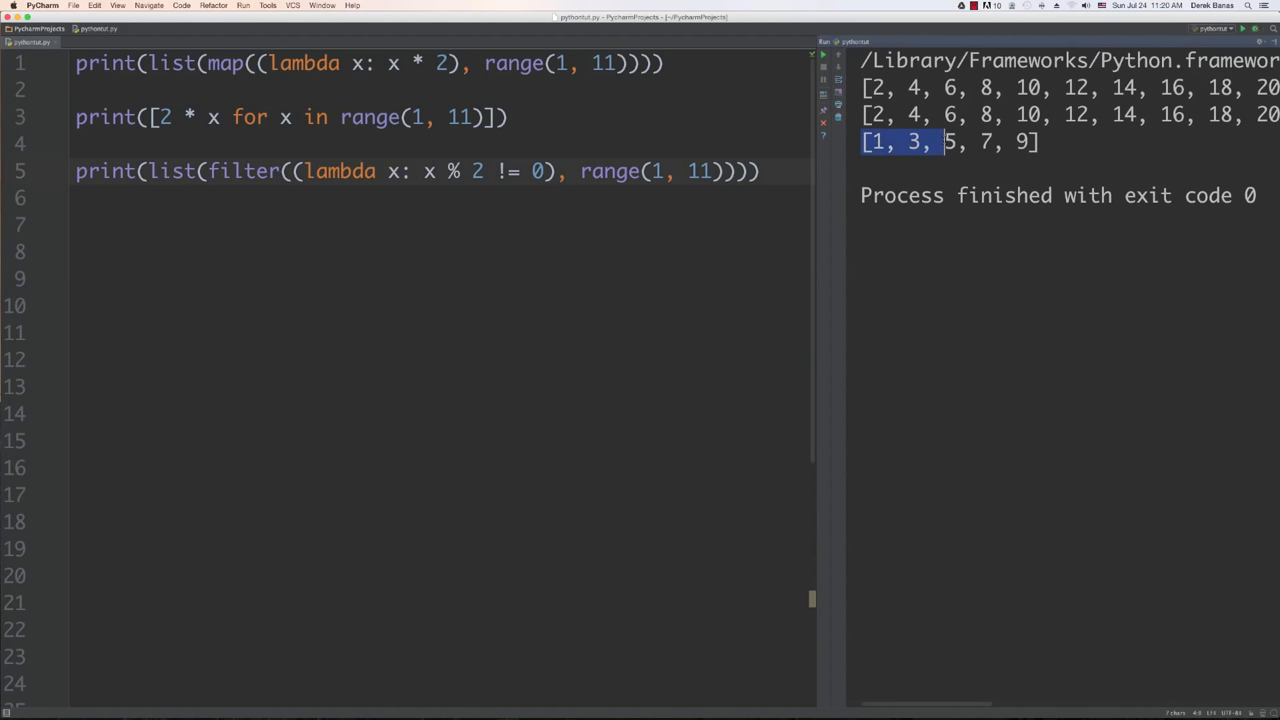 PyCharm File Edit View Navigate Code Refactor Run Tools VCS Window Help
10 Sun Jul 24 11:20 AM Derek Banas
pythontut.py - PycharmProjects - [~/PycharmProjects]
PycharmProjects pythontut.py pythontut
pythontut.py
Run pythontut
1 print(list(map((lambda x: x * 2), range(1, 11))))
2
3 print([2 * x for x in range(1, 11)])
4
5 print(list(filter((lambda x: x % 2 != 0), range(1, 11))))
6
7
8
9
10
11
12
13
14
15
16
17
18
19
20
21
22
23
24
/Library/Frameworks/Python.framewor
[2, 4, 6, 8, 10, 12, 14, 16, 18, 20
[2, 4, 6, 8, 10, 12, 14, 16, 18, 20
[1, 3, 5, 7, 9]
Process finished with exit code 0
7 chars 4:8 LF÷ UTF-8÷